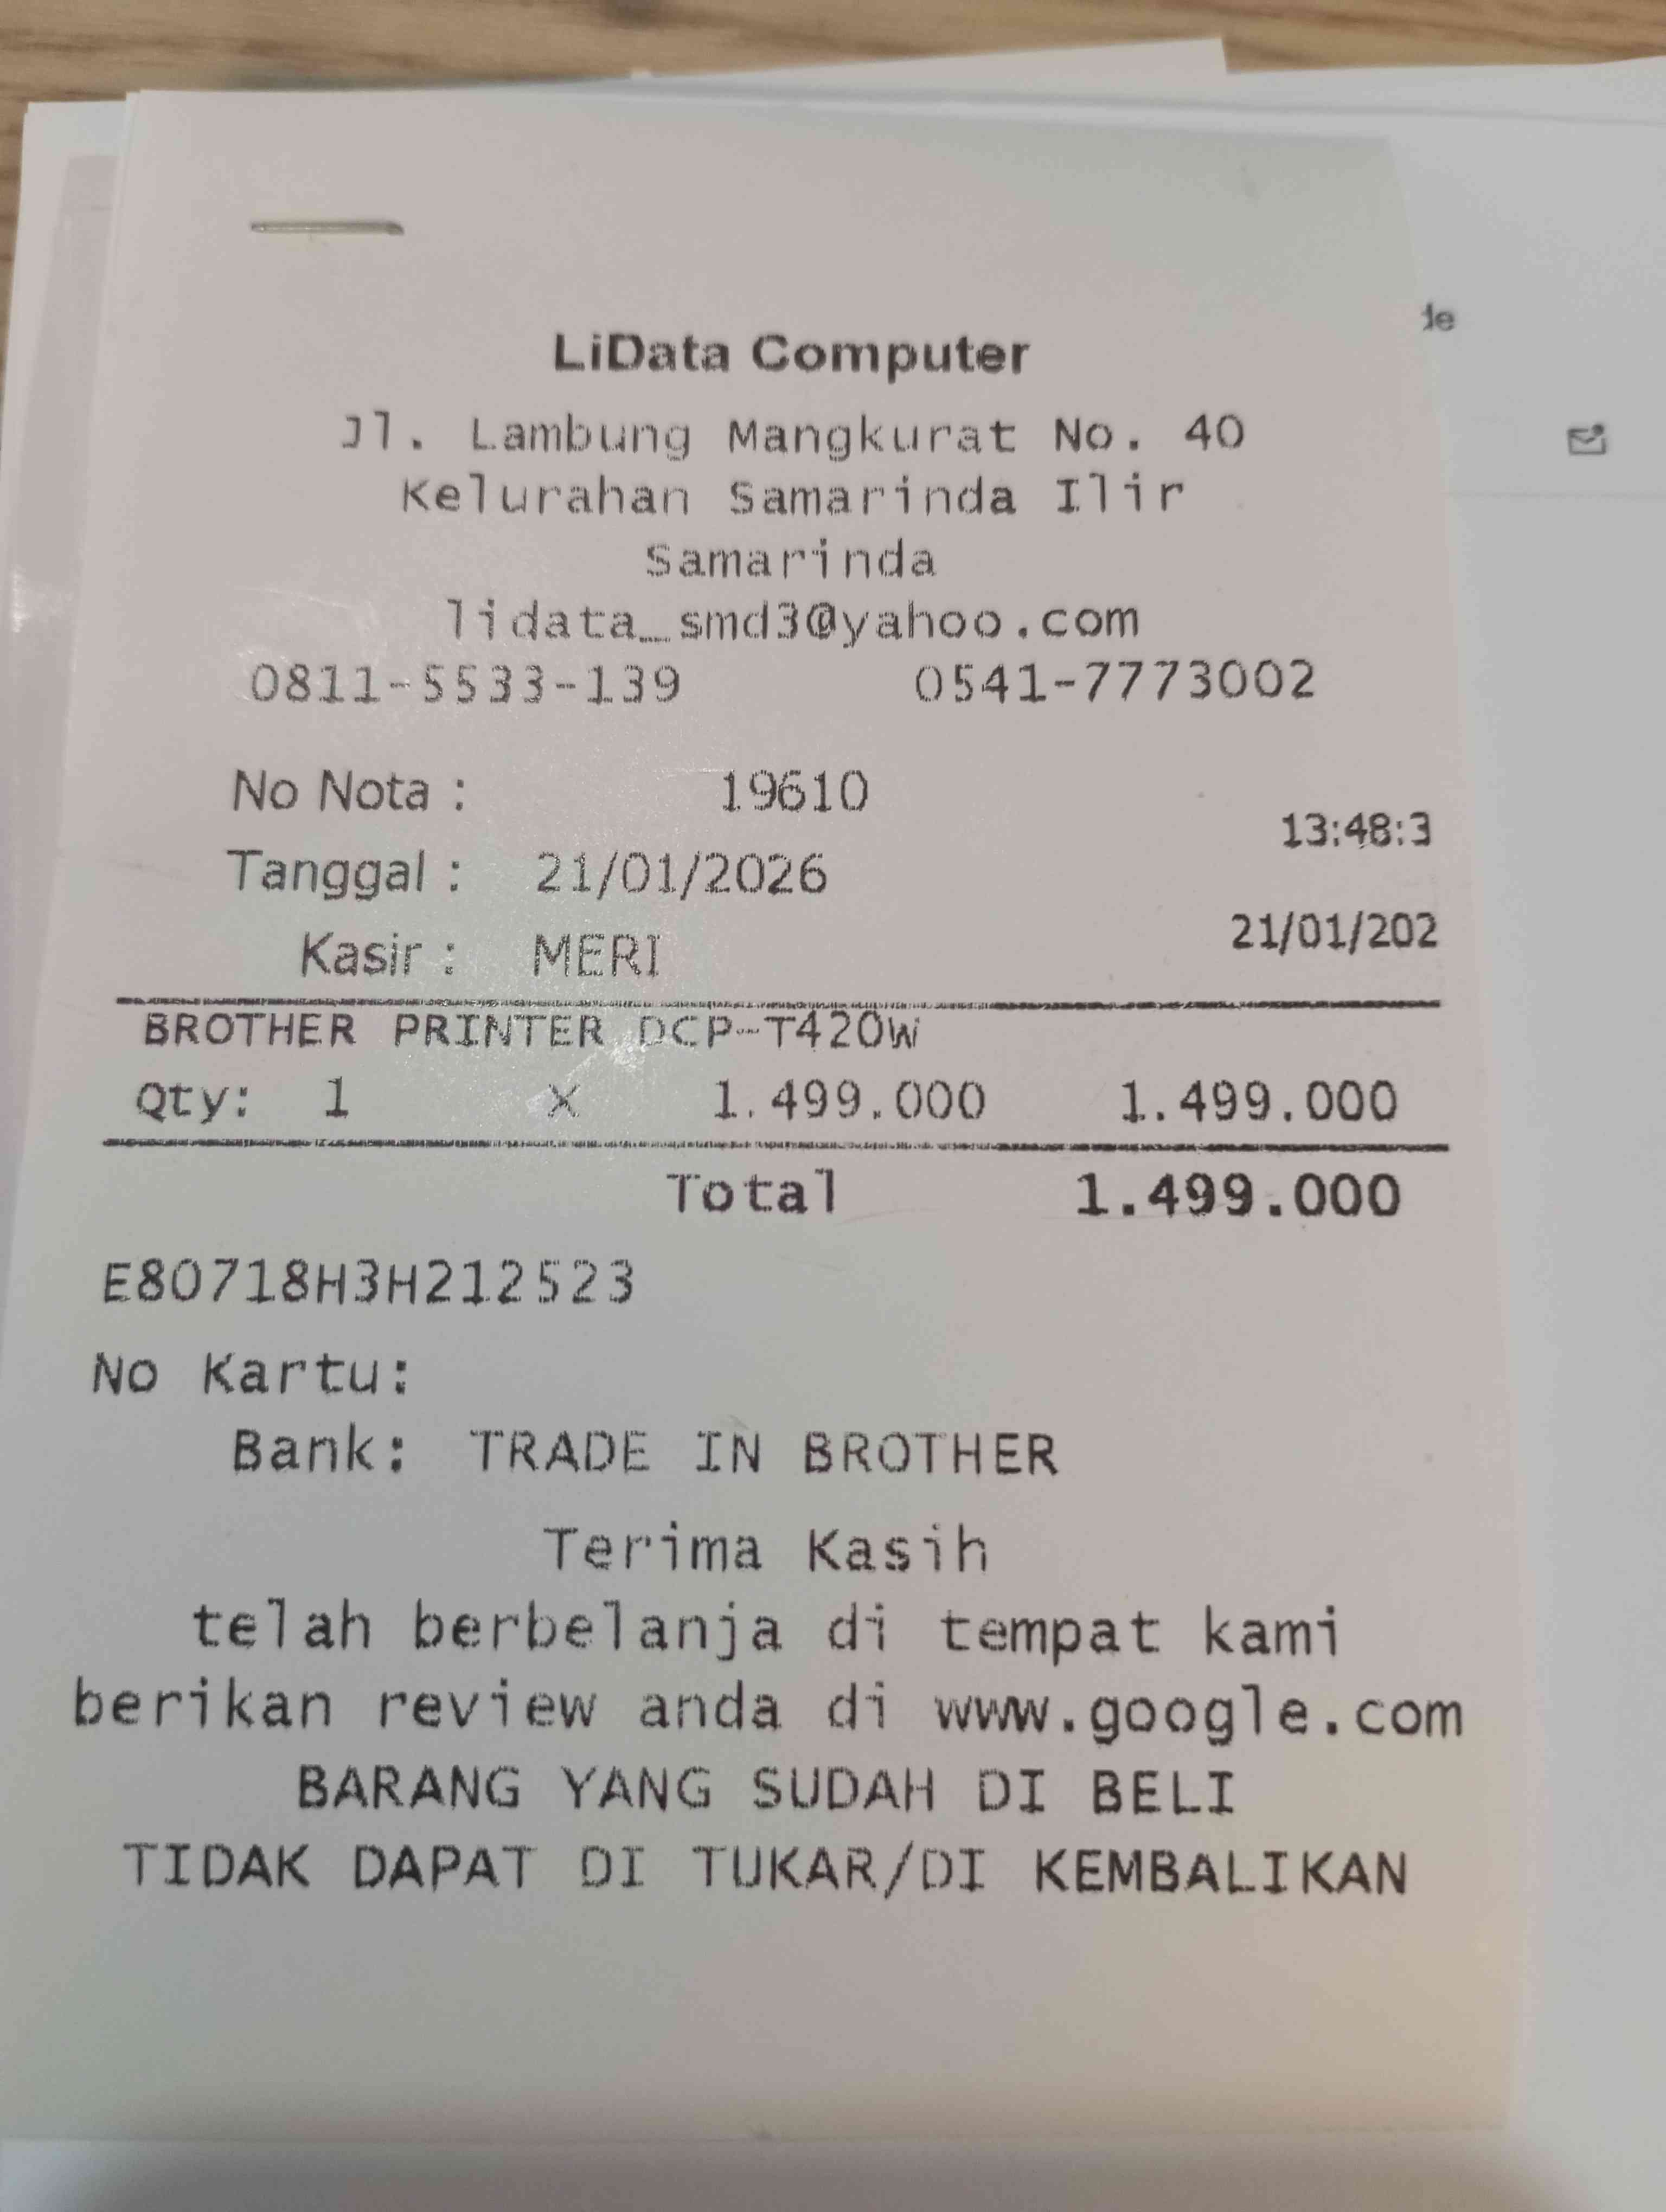 LiData Computer
Jl. Lambung Mangkurat No. 40
Kelurahan Samarinda Ilir
Samarinda
lidata_smd3@yahoo.com
0811-5533-139 0541-7773002
No Nota : 19610
13:48:3
Tanggal : 21/01/2026
21/01/202
Kasir : MERI
BROTHER PRINTER DCP-T420W
Qty: 1 X 1.499.000 1.499.000
Total 1.499.000
E80718H3H212523
No Kartu:
Bank: TRADE IN BROTHER
Terima Kasih
telah berbelanja di tempat kami
berikan review anda di www.google.com
BARANG YANG SUDAH DI BELI
TIDAK DAPAT DI TUKAR/DI KEMBALIKAN